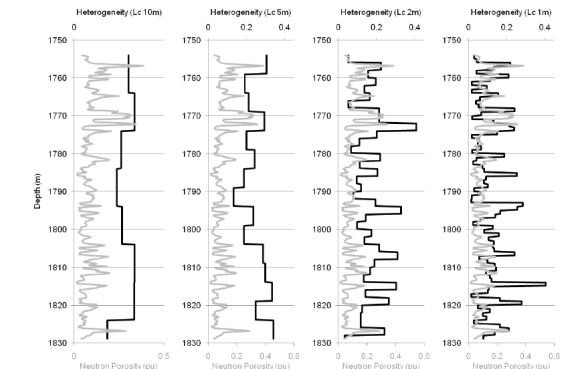 Heterogeneity (Lc 10m) Heterogeneity (Lc 5m) Heterogeneity (Lc 2m) Heterogeneity (Lc 1m)
0 0 0.2 0.4 0 0.2 0.4 0 0.2 0.4
1750 1750 1750 1750
1760 1760 1760 1760
1770 1770 1770 1770
1780 1780 1780 1780
Depth (m)
1790 1790 1790 1790
1800 1800 1800 1800
1810 1810 1810 1810
1820 1820 1820 1820
1830 1830 1830 1830
0 0.5 0 0.2 0.4 0.6 0 0.2 0.4 0.6 0 0.2 0.4 0.6
Neutron Porosity (pu) Neutron Porosity (pu) Neutron Porosity (pu) Neutron Porosity (pu)